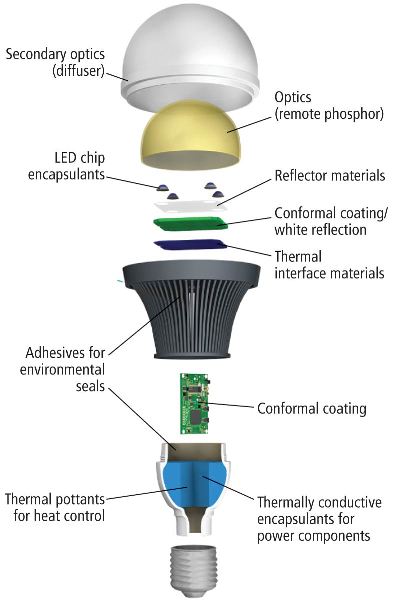 Secondary optics
(diffuser)
Optics
(remote phosphor)
LED chip
encapsulants
Reflector materials
Conformal coating/
white reflection
Thermal
interface materials
Adhesives for
environmental
seals
Conformal coating
Thermal pottants
for heat control
Thermally conductive
encapsulants for
power components